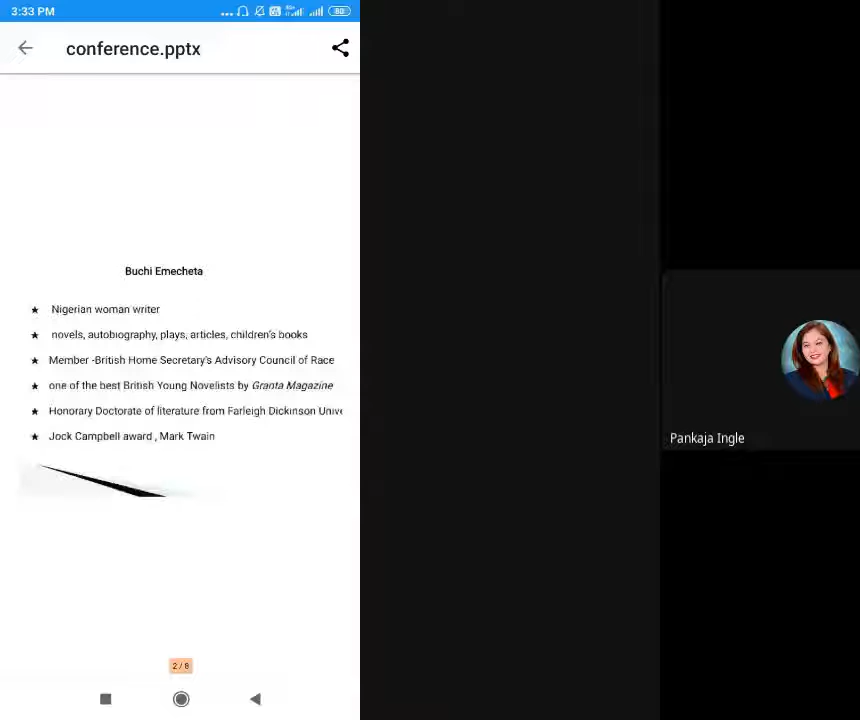 3:33 PM
80
conference.pptx
Buchi Emecheta
★ Nigerian woman writer
★ novels, autobiography, plays, articles, children's books
★ Member -British Home Secretary's Advisory Council of Race
★ one of the best British Young Novelists by Granta Magazine
★ Honorary Doctorate of literature from Farleigh Dickinson Unive
★ Jock Campbell award , Mark Twain
Pankaja Ingle
2 / 8